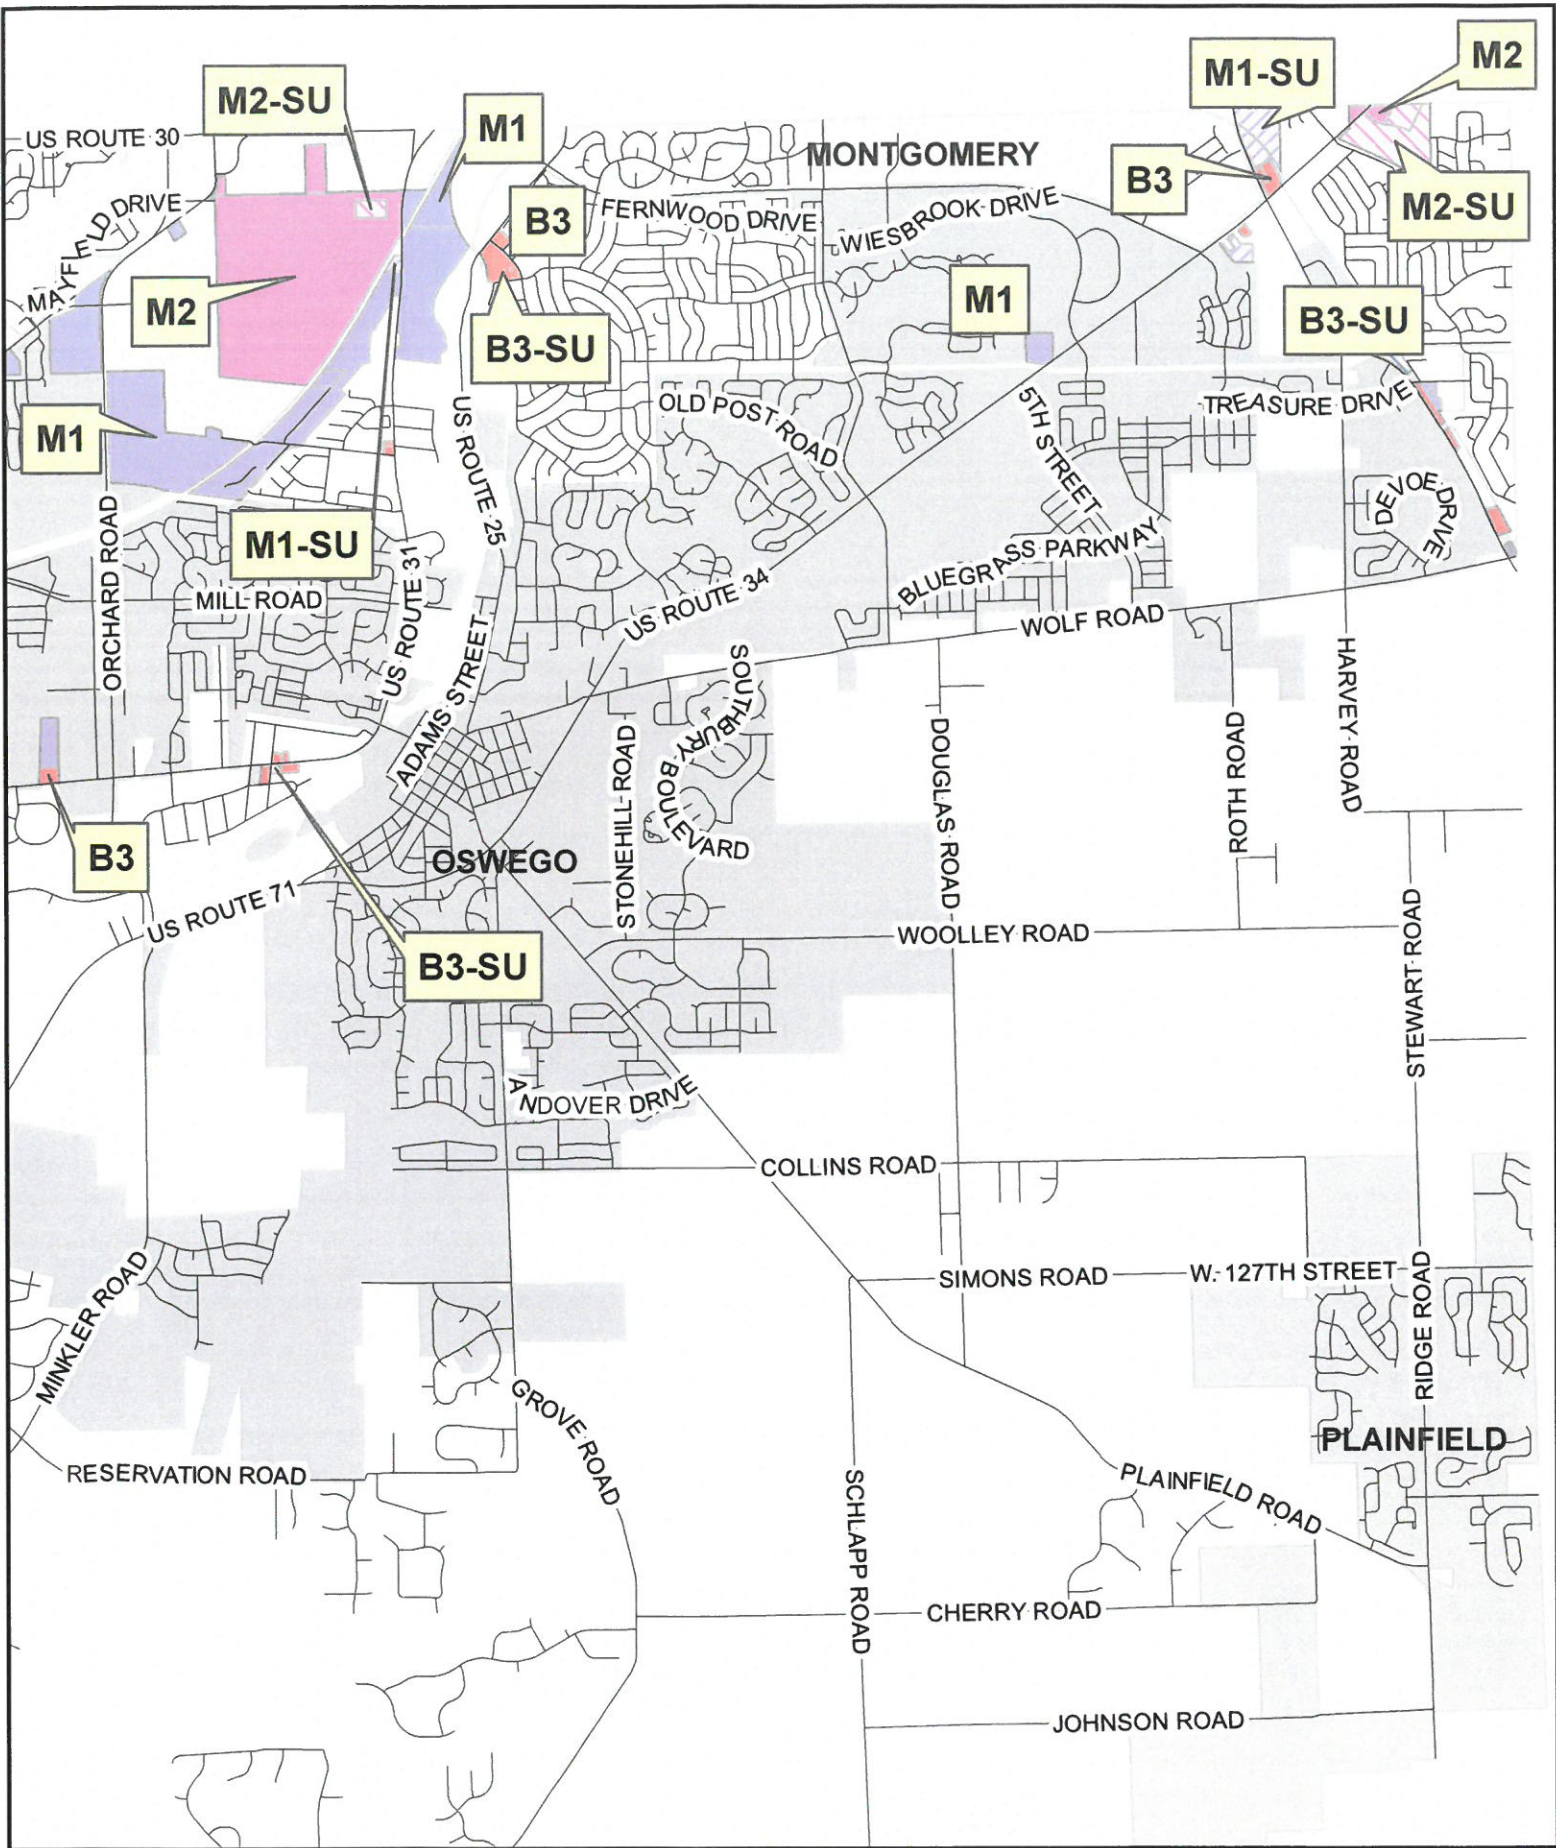 M2
M1-SU
M2-SU
M1
US ROUTE 30
MONTGOMERY
B3
M2-SU
B3
MAYFIELD DRIVE
FERNWOOD DRIVE
WIESBROOK DRIVE
M2
M1
B3-SU
B3-SU
M1
US ROUTE 25
OLD POST ROAD
5TH STREET
TREASURE DRIVE
DEVOE DRIVE
M1-SU
ORCHARD ROAD
MILL ROAD
US ROUTE 31
US ROUTE 34
BLUEGRASS PARKWAY
WOLF ROAD
ADAMS STREET
SOUTHBURY BOULEVARD
HARVEY ROAD
STONEHILL ROAD
DOUGLAS ROAD
ROTH ROAD
B3
OSWEGO
US ROUTE 71
WOOLLEY ROAD
B3-SU
STEWART ROAD
ANDOVER DRIVE
COLLINS ROAD
SIMONS ROAD
W. 127TH STREET
MINKLER ROAD
RIDGE ROAD
GROVE ROAD
PLAINFIELD
RESERVATION ROAD
SCHLAPP ROAD
PLAINFIELD ROAD
CHERRY ROAD
JOHNSON ROAD